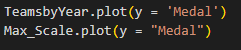 TeamsbyYear.plot(y = 'Medal')
Max_Scale.plot(y = "Medal")